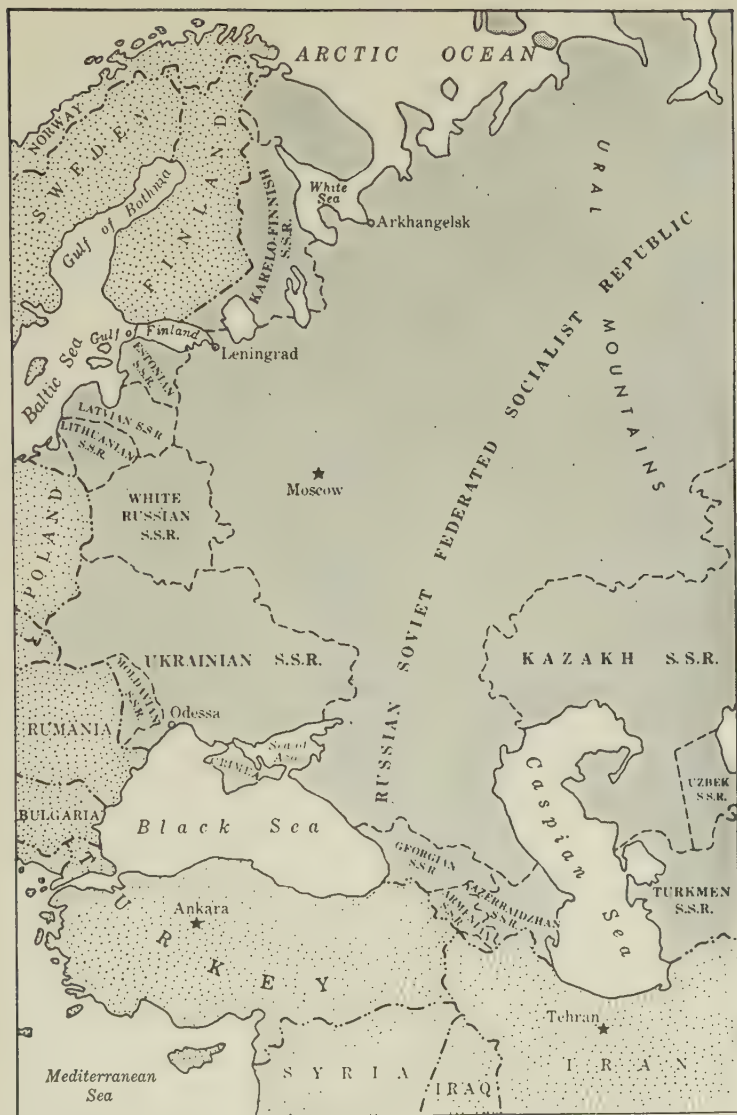 ARCTIC OCEAN
NORWAY
SWEDEN
FINLAND
Gulf of Bothnia
KARELO-FINNISH
S.S.R.
White
Sea
Arkhangelsk
URAL
MOUNTAINS
RUSSIAN SOVIET FEDERATED SOCIALIST REPUBLIC
Baltic Sea
Gulf of Finland
Leningrad
ESTONIAN
S.S.R.
LATVIAN S.S.R
LITHUANIAN
S.S.R.
Moscow
WHITE
RUSSIAN
S.S.R.
POLAND
UKRAINIAN S.S.R.
KAZAKH S.S.R.
MOLDAVIAN
S.S.R.
Odessa
RUMANIA
Sea of
Azov
CRIMEA
UZBEK
S.S.R.
BULGARIA
Black Sea
Caspian Sea
GEORGIAN
S.S.R
AZERBAIDZHAN
S.S.R.
ARMENIAN
S.S.R.
TURKMEN
S.S.R.
TURKEY
Ankara
Tehran
Mediterranean
Sea
SYRIA
IRAQ
IRAN